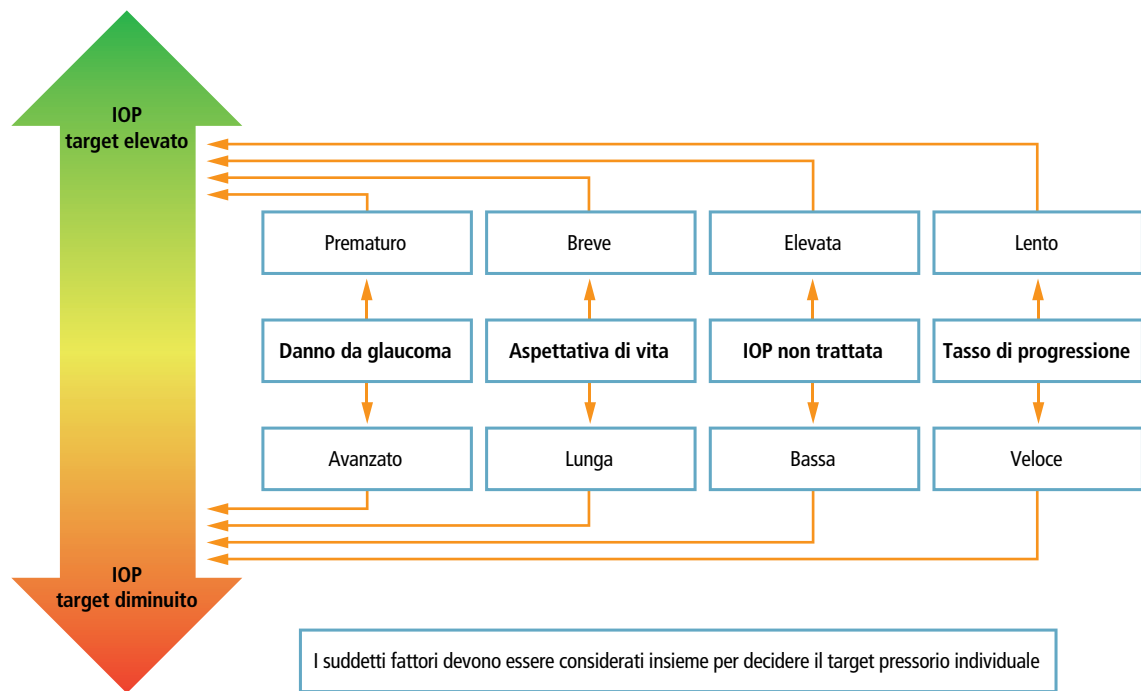 IOP
target elevato
Prematuro
Breve
Elevata
Lento
Danno da glaucoma
Aspettativa di vita
IOP non trattata
Tasso di progressione
Avanzato
Lunga
Bassa
Veloce
IOP
target diminuito
I suddetti fattori devono essere considerati insieme per decidere il target pressorio individuale